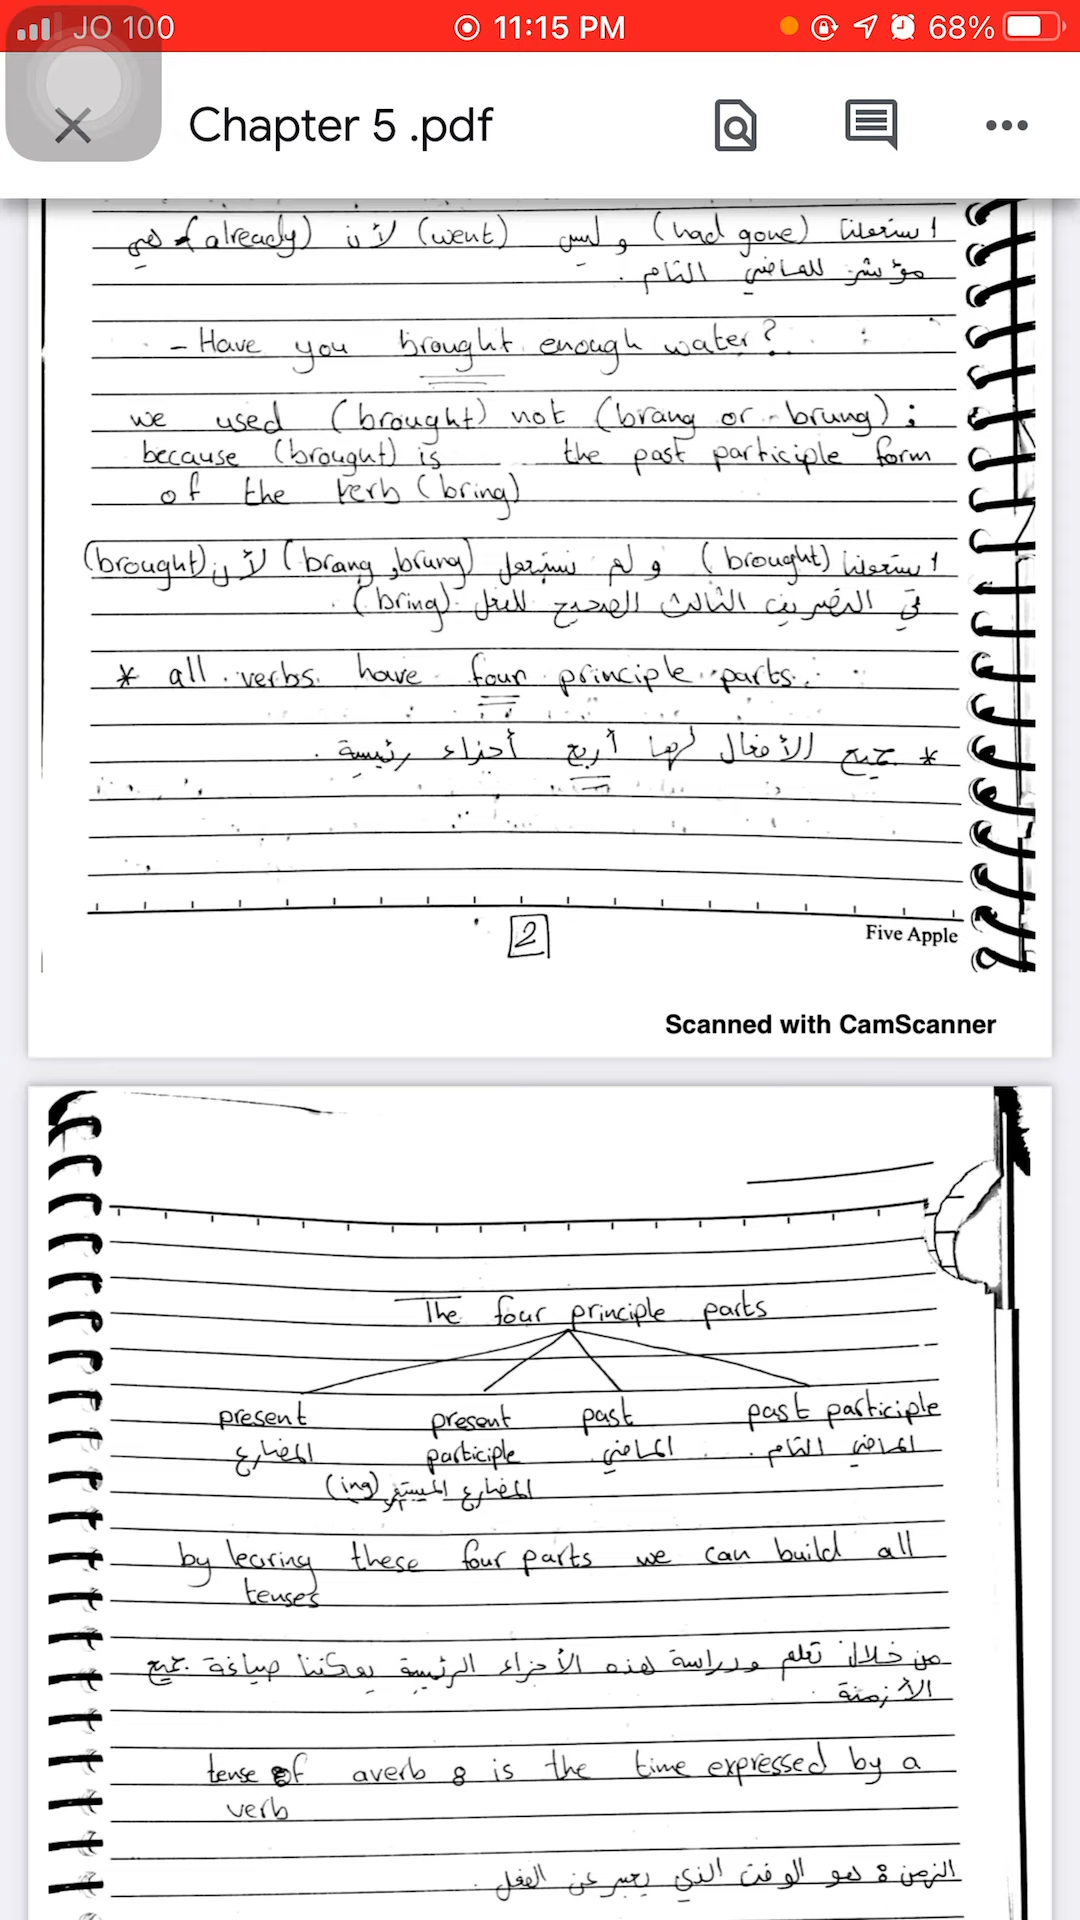 JO 100 11:15 PM 68%
Chapter 5 .pdf
استعملنا (had gone) وليس (went) لأن (already) هي
مؤشر للماضي التام .
- Have you brought enough water?
we used (brought) not (brang or brung) ;
because (brought) is the past participle form
of the verb (bring)
استعملنا (brought) و لم نستعمل (brang, brung) لأن (brought)
في التصريف الثالث الصحيح للفعل (bring) .
* all verbs have four principle parts.
* جميع الأفعال لها أربع أجزاء رئيسية .
2
Five Apple
Scanned with CamScanner
The four principle parts
present present past past participle
المضارع participle الماضي الماضي التام .
المضارع المستمر (ing)
by learing these four parts we can build all
tenses
من خلال تعلم ودراسة هذه الأجزاء الرئيسية يمكننا صياغة جميع
الأزمنة .
tense of averb : is the time expressed by a
verb
الزمن : هو الوقت الذي يعبر عن الفعل .